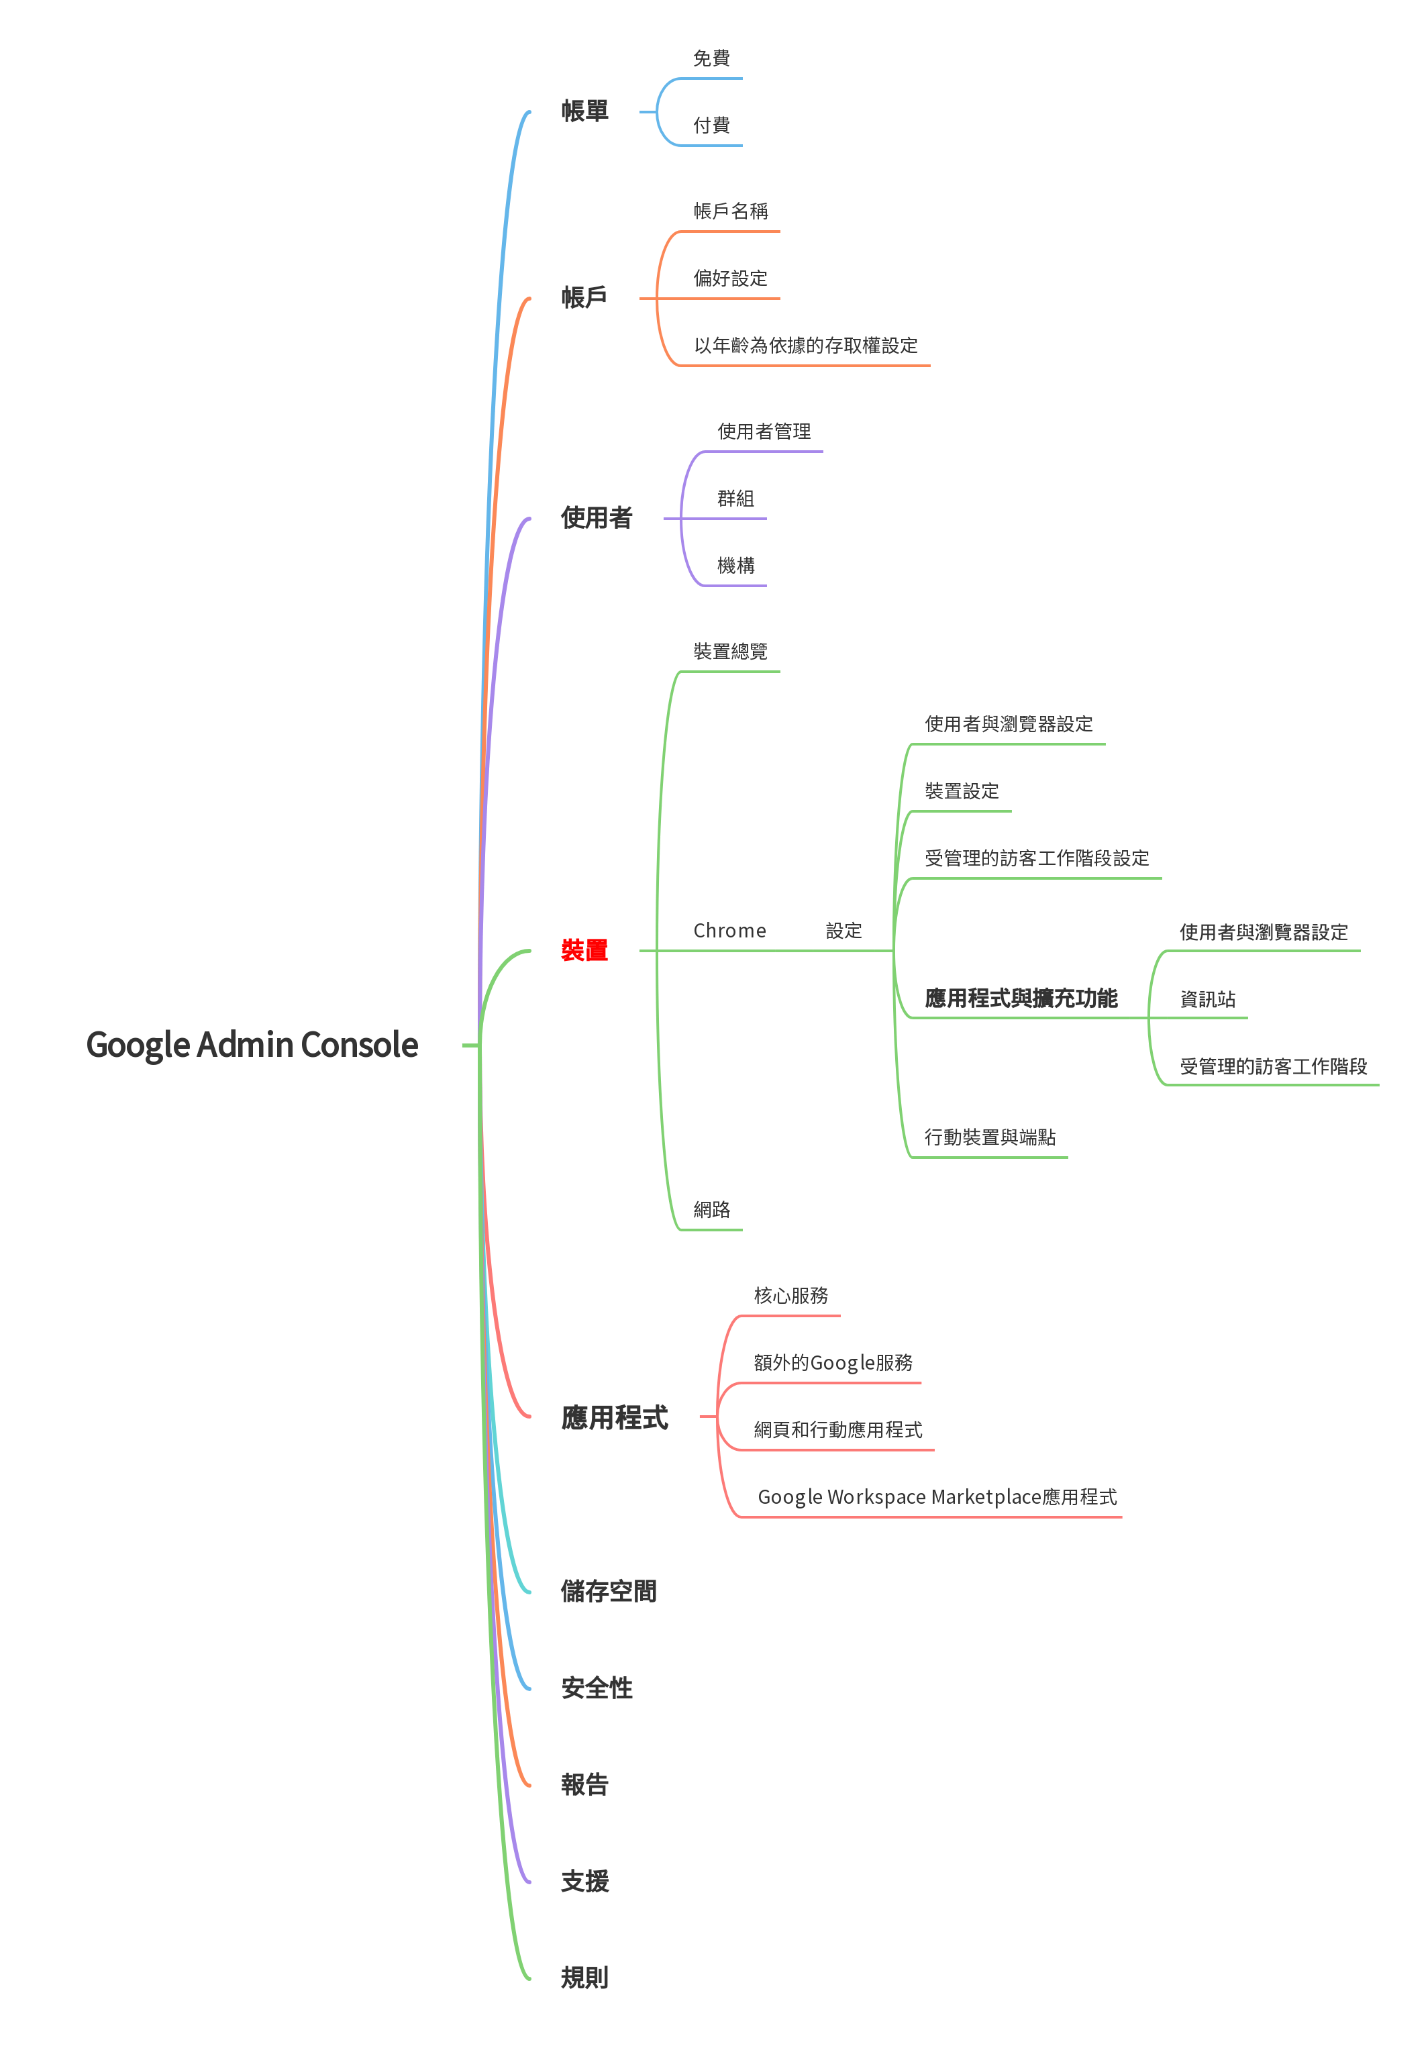 Google Admin Console
帳單
免費
付費
帳戶
帳戶名稱
偏好設定
以年齡為依據的存取權設定
使用者
使用者管理
群組
機構
裝置
裝置總覽
Chrome
設定
使用者與瀏覽器設定
裝置設定
受管理的訪客工作階段設定
應用程式與擴充功能
使用者與瀏覽器設定
資訊站
受管理的訪客工作階段
行動裝置與端點
網路
應用程式
核心服務
額外的Google服務
網頁和行動應用程式
Google Workspace Marketplace應用程式
儲存空間
安全性
報告
支援
規則